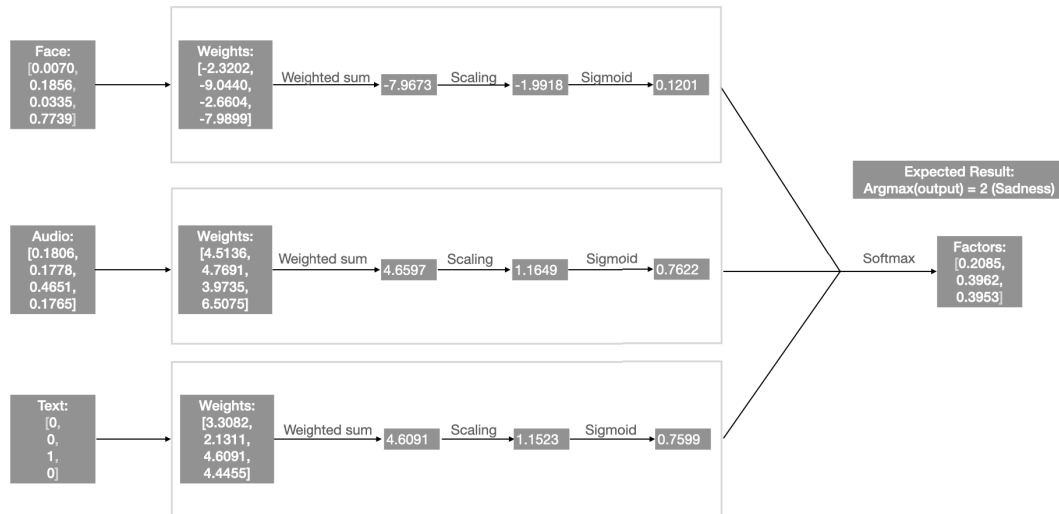 Face:
[0.0070,
0.1856,
0.0335,
0.7739]
Weights:
[-2.3202,
-9.0440,
-2.6604,
-7.9899]
Weighted sum
-7.9673
Scaling
-1.9918
Sigmoid
0.1201
Expected Result:
Argmax(output) = 2 (Sadness)
Audio:
[0.1806,
0.1778,
0.4651,
0.1765]
Weights:
[4.5136,
4.7691,
3.9735,
6.5075]
Weighted sum
4.6597
Scaling
1.1649
Sigmoid
0.7622
Softmax
Factors:
[0.2085,
0.3962,
0.3953]
Text:
[0,
0,
1,
0]
Weights:
[3.3082,
2.1311,
4.6091,
4.4455]
Weighted sum
4.6091
Scaling
1.1523
Sigmoid
0.7599